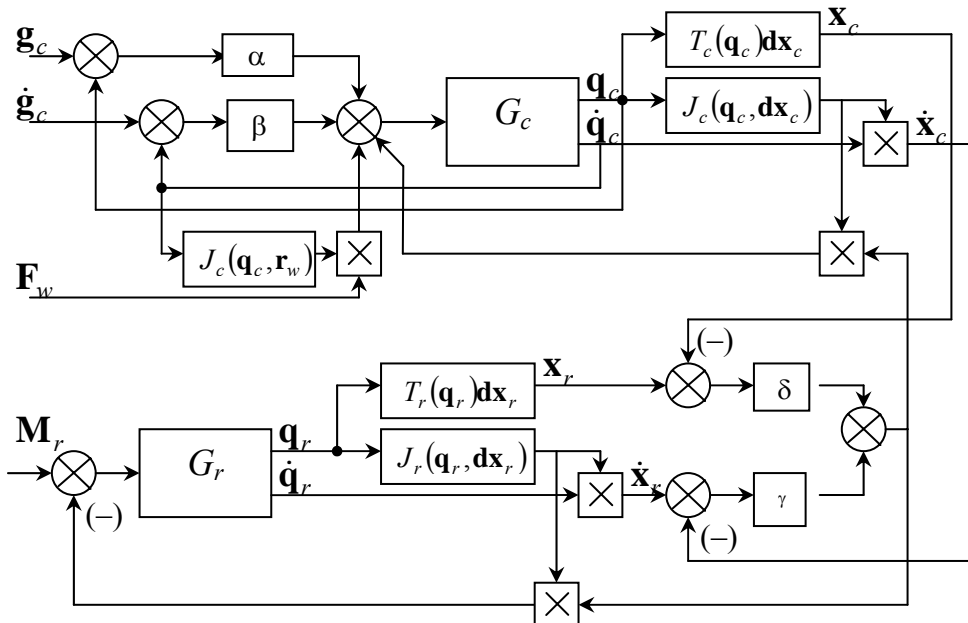 𝐠_c
α
𝐠̇_c
β
G_c
𝐪_c
𝐪̇_c
T_c(𝐪_c)𝐝𝐱_c
𝐱_c
J_c(𝐪_c, 𝐝𝐱_c)
×
𝐱̇_c
J_c(𝐪_c, 𝐫_w)
×
×
𝐅_w
(−)
T_r(𝐪_r)𝐝𝐱_r
𝐱_r
δ
𝐌_r
G_r
𝐪_r
𝐪̇_r
J_r(𝐪_r, 𝐝𝐱_r)
×
𝐱̇_r
γ
(−)
(−)
×